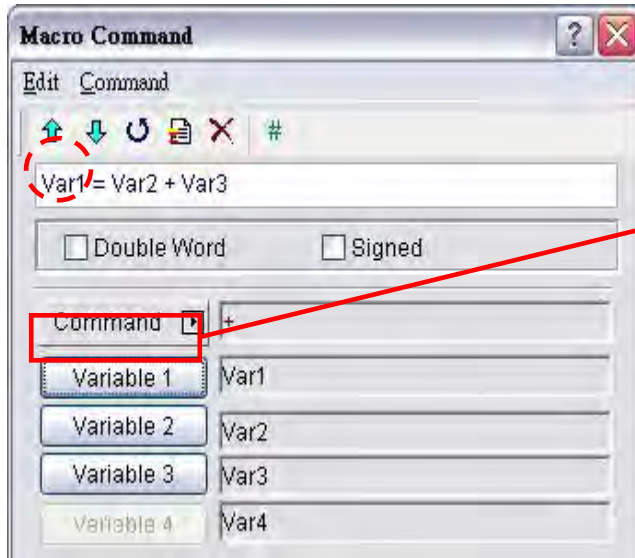 Macro Command
Edit Command
#
Var1 = Var2 + Var3
Double Word Signed
Command +
Variable 1 Var1
Variable 2 Var2
Variable 3 Var3
Variable 4 Var4